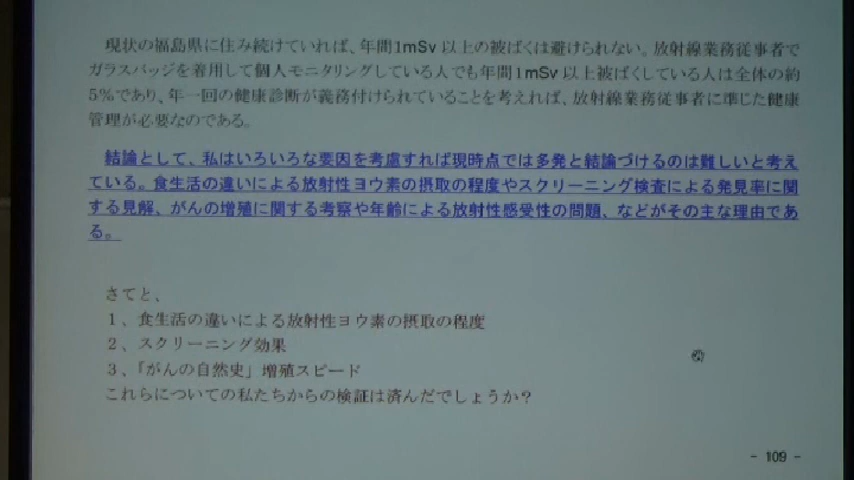 現状の福島県に住み続けていれば、年間1mSv 以上の被ばくは避けられない。放射線業務従事者で
ガラスバッジを着用して個人モニタリングしている人でも年間1mSv 以上被ばくしている人は全体の約
5%であり、年一回の健康診断が義務付けられていることを考えれば、放射線業務従事者に準じた健康
管理が必要なのである。
結論として、私はいろいろな要因を考慮すれば現時点では多発と結論づけるのは難しいと考え
ている。食生活の違いによる放射性ヨウ素の摂取の程度やスクリーニング検査による発見率に関
する見解、がんの増殖に関する考察や年齢による放射性感受性の問題、などがその主な理由であ
る。
さてと、
1、食生活の違いによる放射性ヨウ素の摂取の程度
2、スクリーニング効果
3、「がんの自然史」増殖スピード
これらについての私たちからの検証は済んだでしょうか?
- 109 -